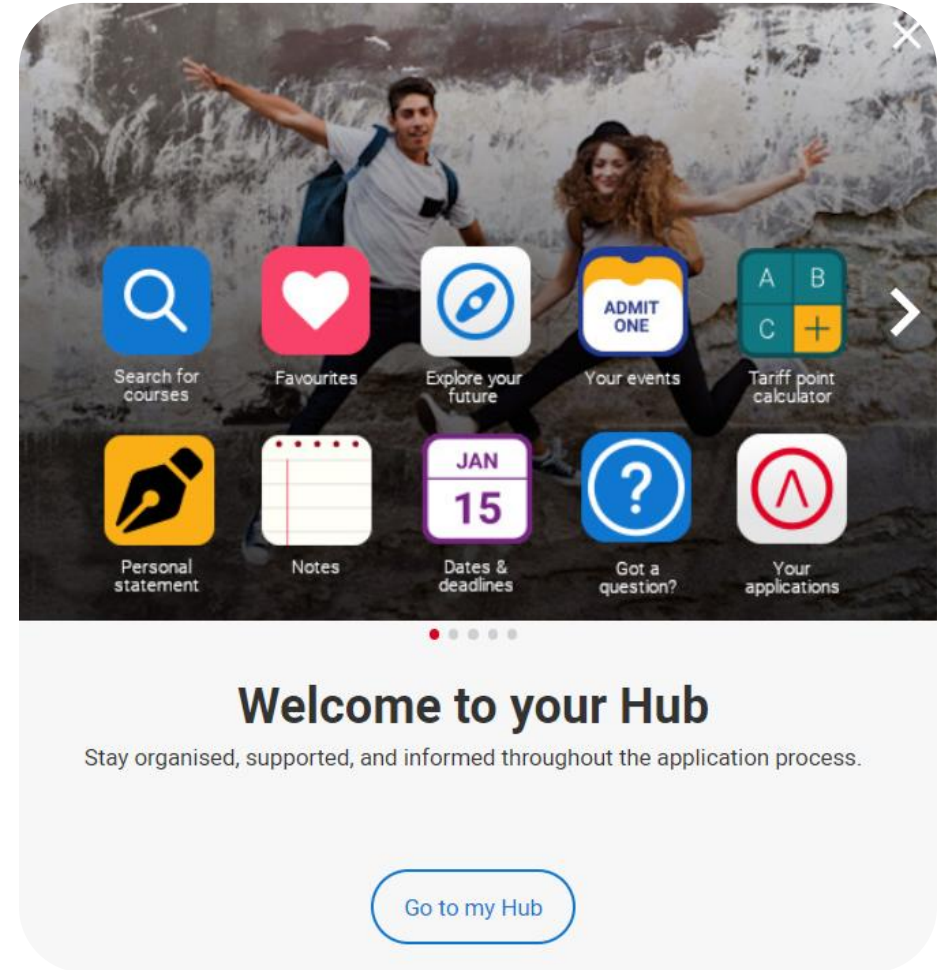 ADMIT
ONE
A B
C +
Search for
courses
Favourites
Explore your
future
Your events
Tariff point
calculator
JAN
15
?
Personal
statement
Notes
Dates &
deadlines
Got a
question?
Your
applications
Welcome to your Hub
Stay organised, supported, and informed throughout the application process.
Go to my Hub